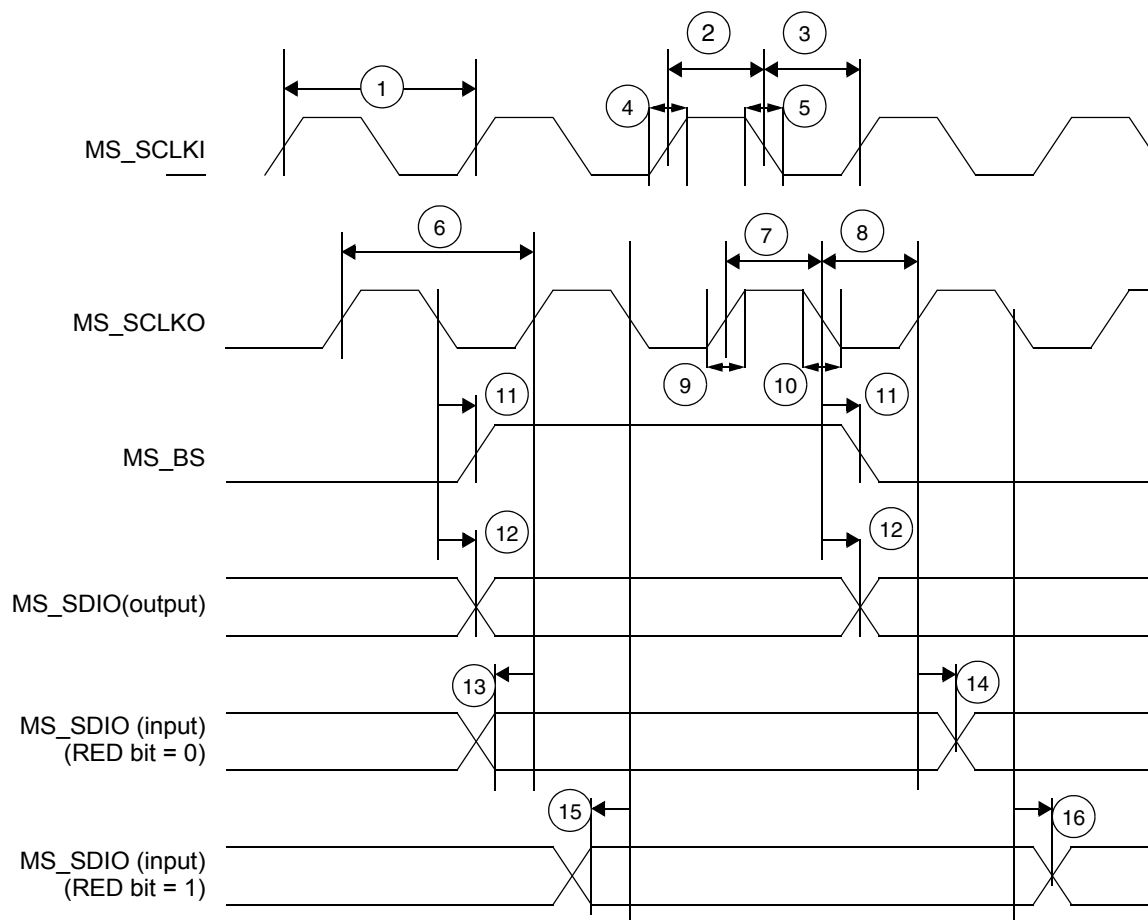 2
3
1
4
5
MS_SCLKI
6
7
8
MS_SCLKO
9
10
11
11
MS_BS
12
12
MS_SDIO(output)
13
14
MS_SDIO (input)
(RED bit = 0)
15
16
MS_SDIO (input)
(RED bit = 1)